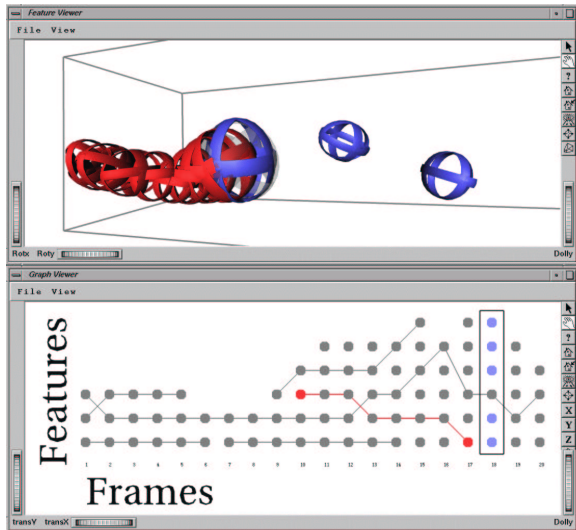 Feature Viewer
File View
?
Rotx Roty Dolly
Graph Viewer
File View
?
X
Y
Z
Features
1 2 3 4 5 6 7 8 9 10 11 12 13 14 15 16 17 18 19 20
Frames
transY transX Dolly